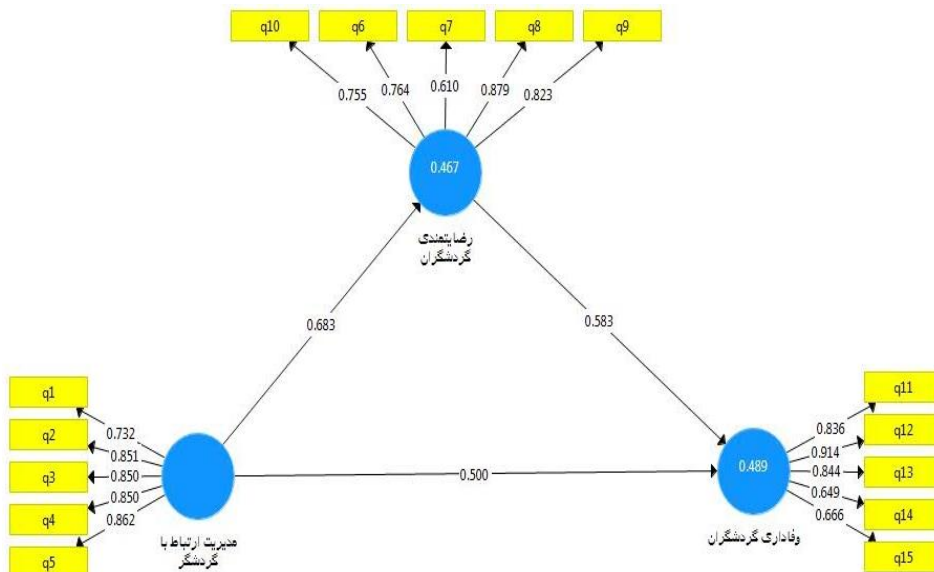 q10
q6
q7
q8
q9
0.755
0.764
0.610
0.879
0.823
0.467
رضایتمندی
گردشگران
0.683
0.583
q1
q2
q3
q4
q5
0.732
0.851
0.850
0.850
0.862
مدیریت ارتباط با
گردشگر
0.500
0.489
وفاداری گردشگران
0.836
0.914
0.844
0.649
0.666
q11
q12
q13
q14
q15